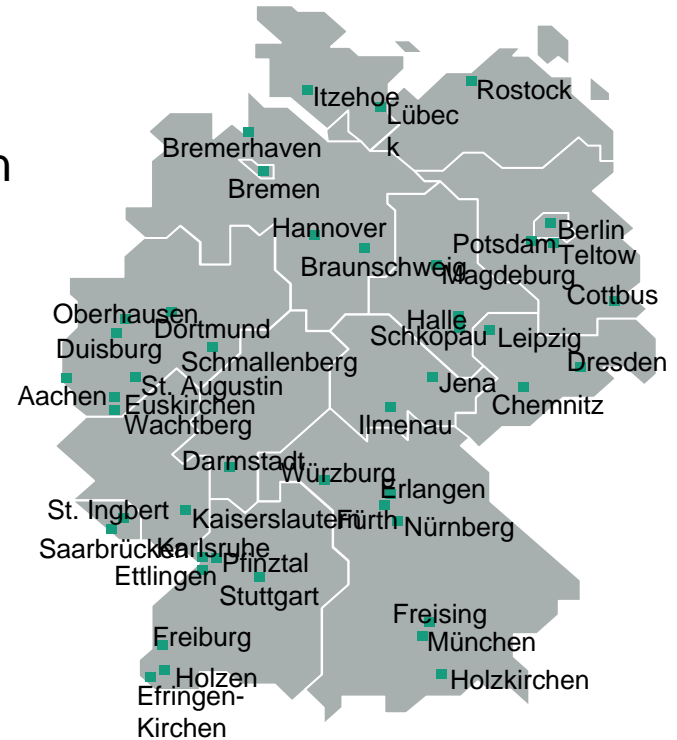 Itzehoe
Rostock
Lübec
k
Bremerhaven
n
Bremen
Hannover
Berlin
Potsdam
Teltow
Braunschweig
Magdeburg
Cottbus
Oberhausen
Dortmund
Halle
Schkopau
Leipzig
Duisburg
Schmallenberg
Dresden
Aachen
St. Augustin
Jena
Euskirchen
Chemnitz
Wachtberg
Ilmenau
Darmstadt
Würzburg
Erlangen
St. Ingbert
Kaiserslautern
Fürth
Nürnberg
Saarbrücken
Karlsruhe
Pfinztal
Ettlingen
Stuttgart
Freising
Freiburg
München
Holzen
Holzkirchen
Efringen-
Kirchen